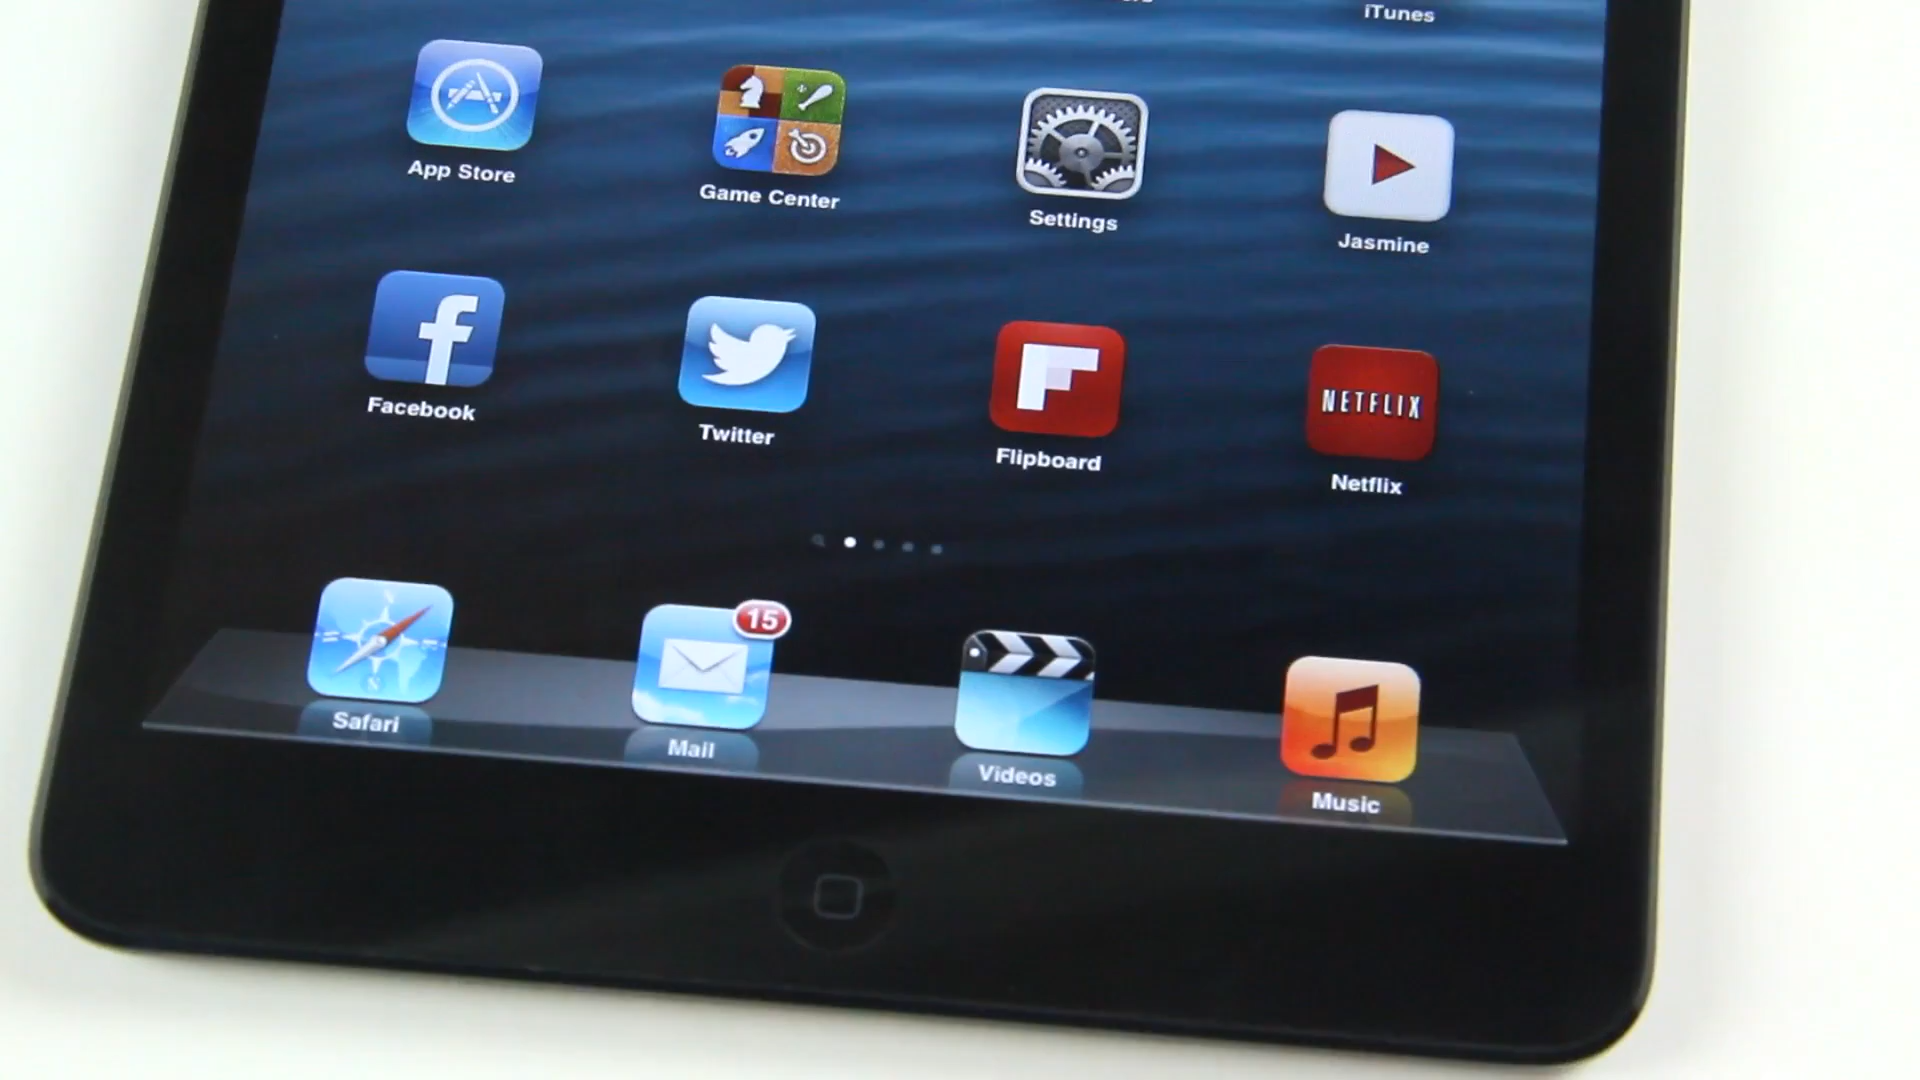 iTunes
App Store
Game Center
Settings
Jasmine
Facebook
Twitter
Flipboard
NETFLIX
Netflix
15
Safari
Mail
Videos
Music